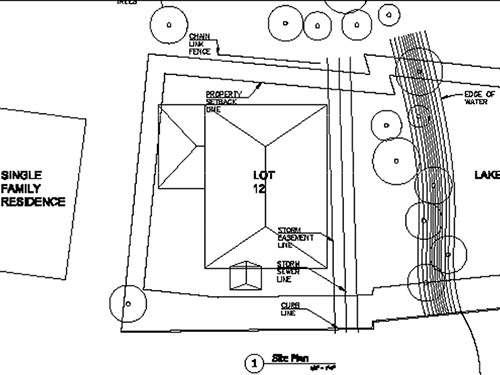 TREES
CHAIN
LINK
FENCE
PROPERTY
SETBACK
LINE
EDGE OF
WATER
SINGLE
FAMILY
RESIDENCE
LOT
12
LAKE
STORM
EASEMENT
LINE
STORM
SEWER
LINE
CURB
LINE
1
Site Plan